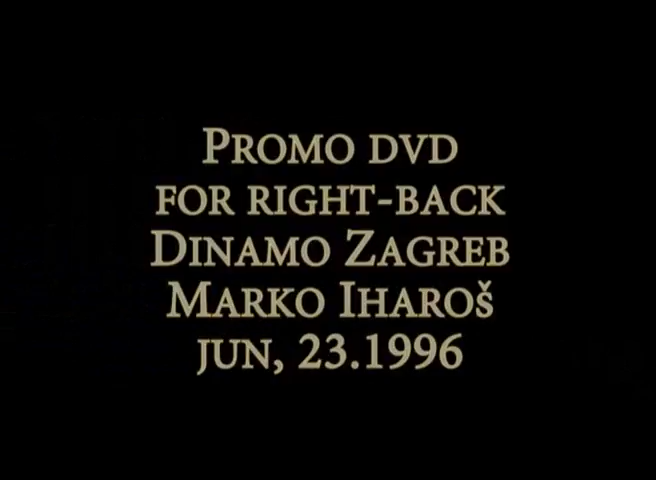 PROMO DVD
FOR RIGHT-BACK
DINAMO ZAGREB
MARKO IHAROŠ
JUN, 23.1996